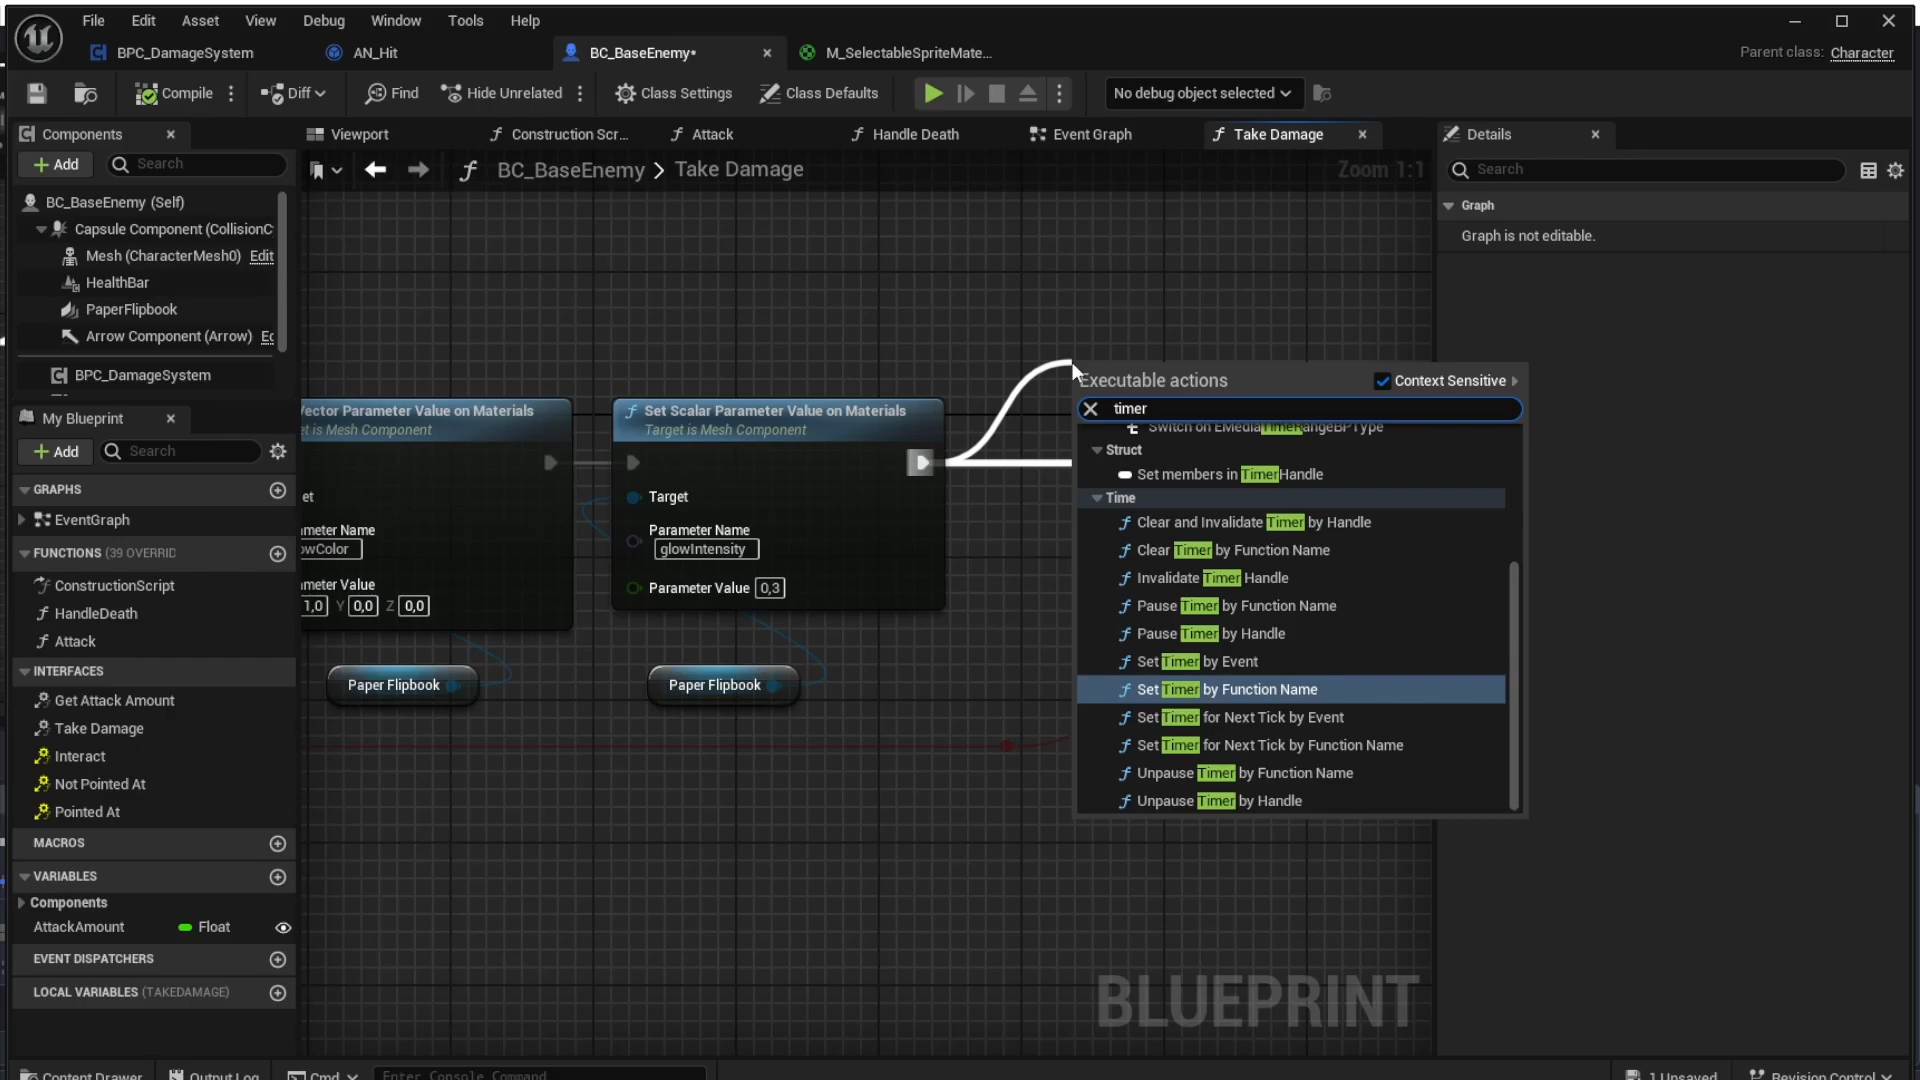 File Edit Asset View Debug Window Tools Help
BPC_DamageSystem AN_Hit BC_BaseEnemy* M_SelectableSpriteMate... Parent class: Character
Compile Diff Find Hide Unrelated Class Settings Class Defaults No debug object selected
Components Viewport Construction Scr... Attack Handle Death Event Graph Take Damage Details
Add Search BC_BaseEnemy > Take Damage Zoom 1:1 Search
BC_BaseEnemy (Self)
Capsule Component (CollisionC
Mesh (CharacterMesh0) Edit
HealthBar
PaperFlipbook
Arrow Component (Arrow) Ec
BPC_DamageSystem
My Blueprint
Add Search
GRAPHS
EventGraph
FUNCTIONS (39 OVERRID
ConstructionScript
HandleDeath
Attack
INTERFACES
Get Attack Amount
Take Damage
Interact
Not Pointed At
Pointed At
MACROS
VARIABLES
Components
AttackAmount Float
EVENT DISPATCHERS
LOCAL VARIABLES (TAKEDAMAGE)
Vector Parameter Value on Materials
et is Mesh Component
et
ameter Name
owColor
ameter Value
1,0 Y 0,0 Z 0,0
Paper Flipbook
Set Scalar Parameter Value on Materials
Target is Mesh Component
Target
Parameter Name
glowIntensity
Parameter Value 0,3
Paper Flipbook
Executable actions Context Sensitive
timer
Switch on EMediaTimeRangeBPType
Struct
Set members in TimerHandle
Time
Clear and Invalidate Timer by Handle
Clear Timer by Function Name
Invalidate Timer Handle
Pause Timer by Function Name
Pause Timer by Handle
Set Timer by Event
Set Timer by Function Name
Set Timer for Next Tick by Event
Set Timer for Next Tick by Function Name
Unpause Timer by Function Name
Unpause Timer by Handle
BLUEPRINT
Graph
Graph is not editable.
Content Drawer Output Log Cmd Enter Console Command 1 Unsaved Revision Control